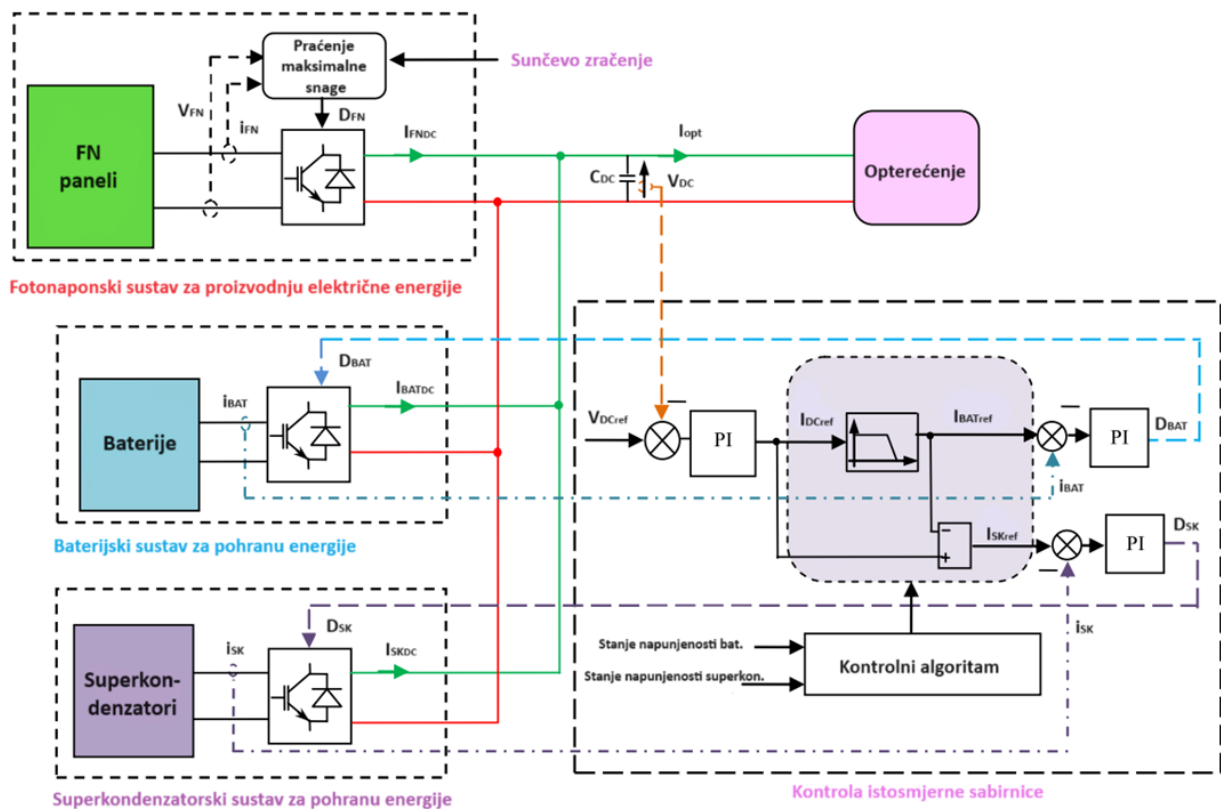 Praćenje
maksimalne
snage
Sunčevo zračenje
VFN
iFN
DFN
FN
paneli
IFNDC
Iopt
CDC
VDC
Opterećenje
Fotonaponski sustav za proizvodnju električne energije
DBAT
iBAT
IBATDC
Baterije
Baterijski sustav za pohranu energije
VDCref
PI
IDCref
IBATref
PI
DBAT
iBAT
ISKref
PI
DSK
iSK
DSK
iSK
ISKDC
Superkon-
denzatori
Superkondenzatorski sustav za pohranu energije
Stanje napunjenosti bat.
Stanje napunjenosti superkon.
Kontrolni algoritam
Kontrola istosmjerne sabirnice